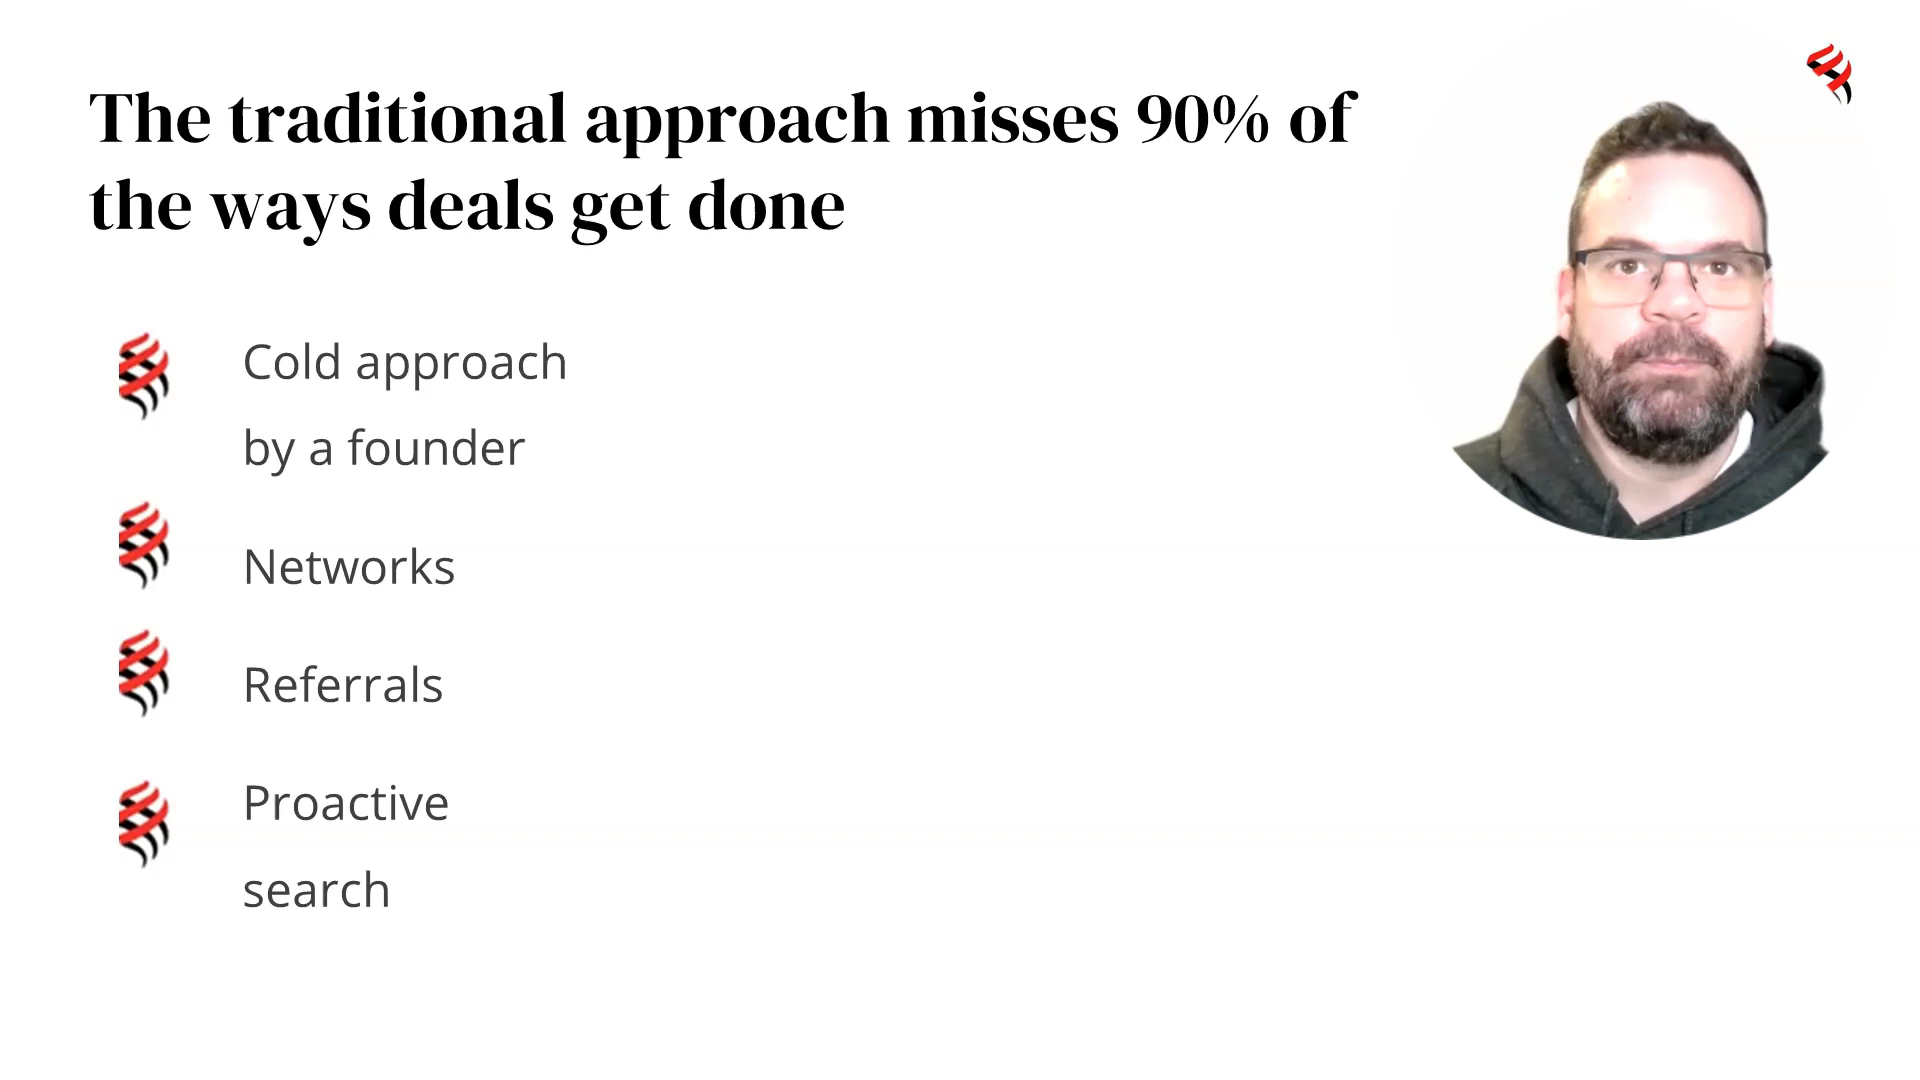 The traditional approach misses 90% of
the ways deals get done
Cold approach
by a founder
Networks
Referrals
Proactive
search